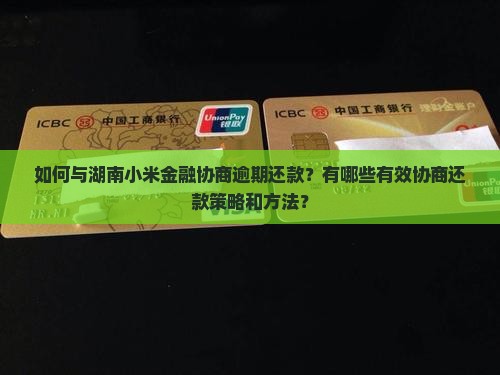 ICBC 中国工商银行
UnionPay
银联
ICBC 中国工商银行 理财金账户
如何与湖南小米金融协商逾期还款？有哪些有效协商还
款策略和方法？
VISA